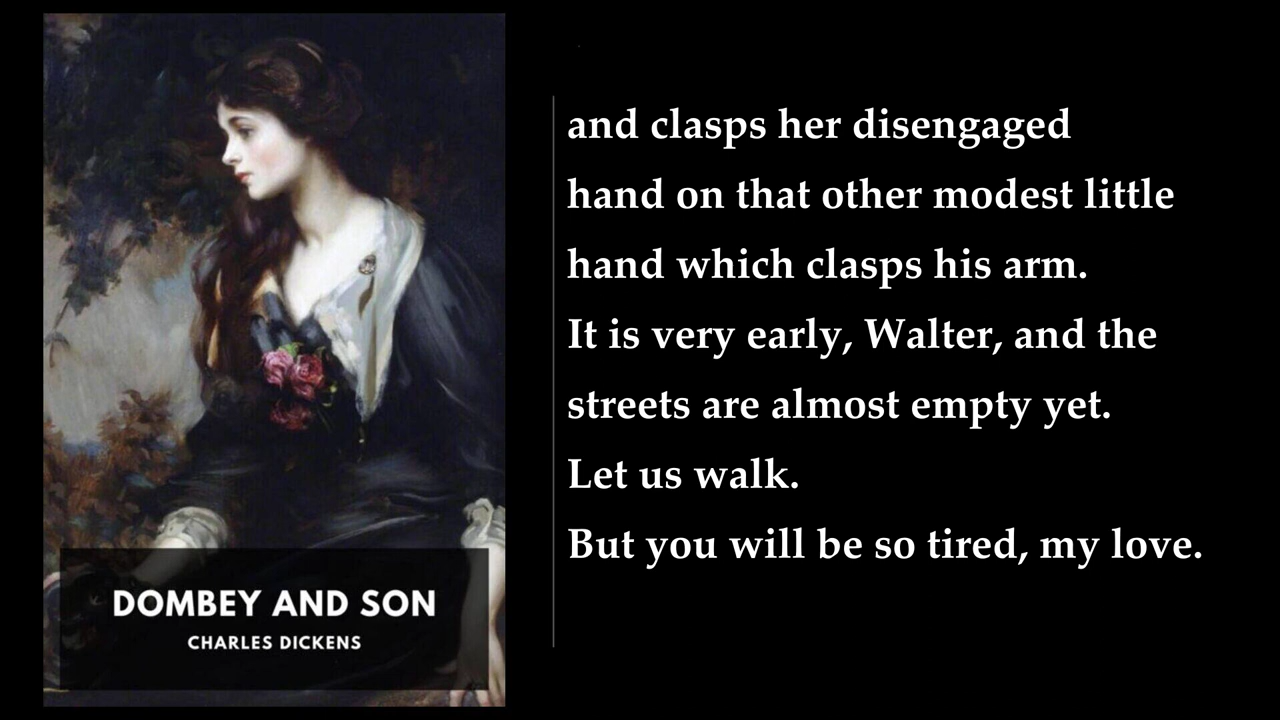 DOMBEY AND SON
CHARLES DICKENS
and clasps her disengaged
hand on that other modest little
hand which clasps his arm.
It is very early, Walter, and the
streets are almost empty yet.
Let us walk.
But you will be so tired, my love.